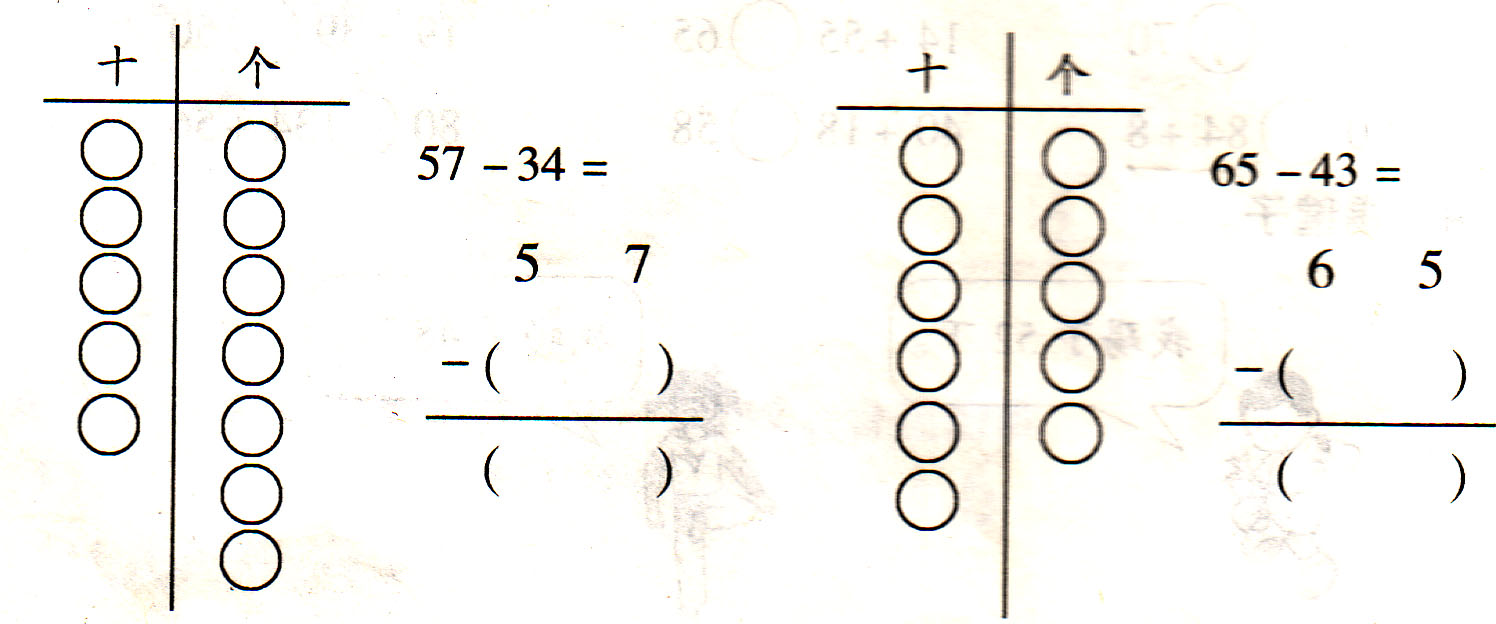 十 个
57 - 34 =
5 7
- ( )
( )
十 个
65 - 43 =
6 5
- ( )
( )